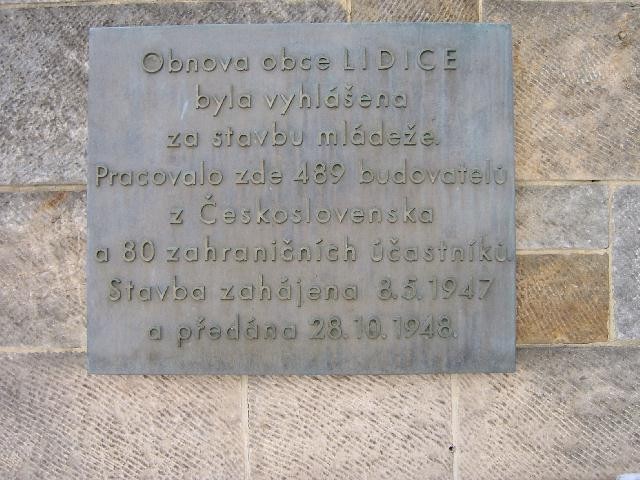 Obnova obce LIDICE
byla vyhlášena
za stavbu mládeže.
Pracovalo zde 489 budovatelů
z Československa
a 80 zahraničních účastníků.
Stavba zahájena 8.5.1947
a předána 28.10.1948.